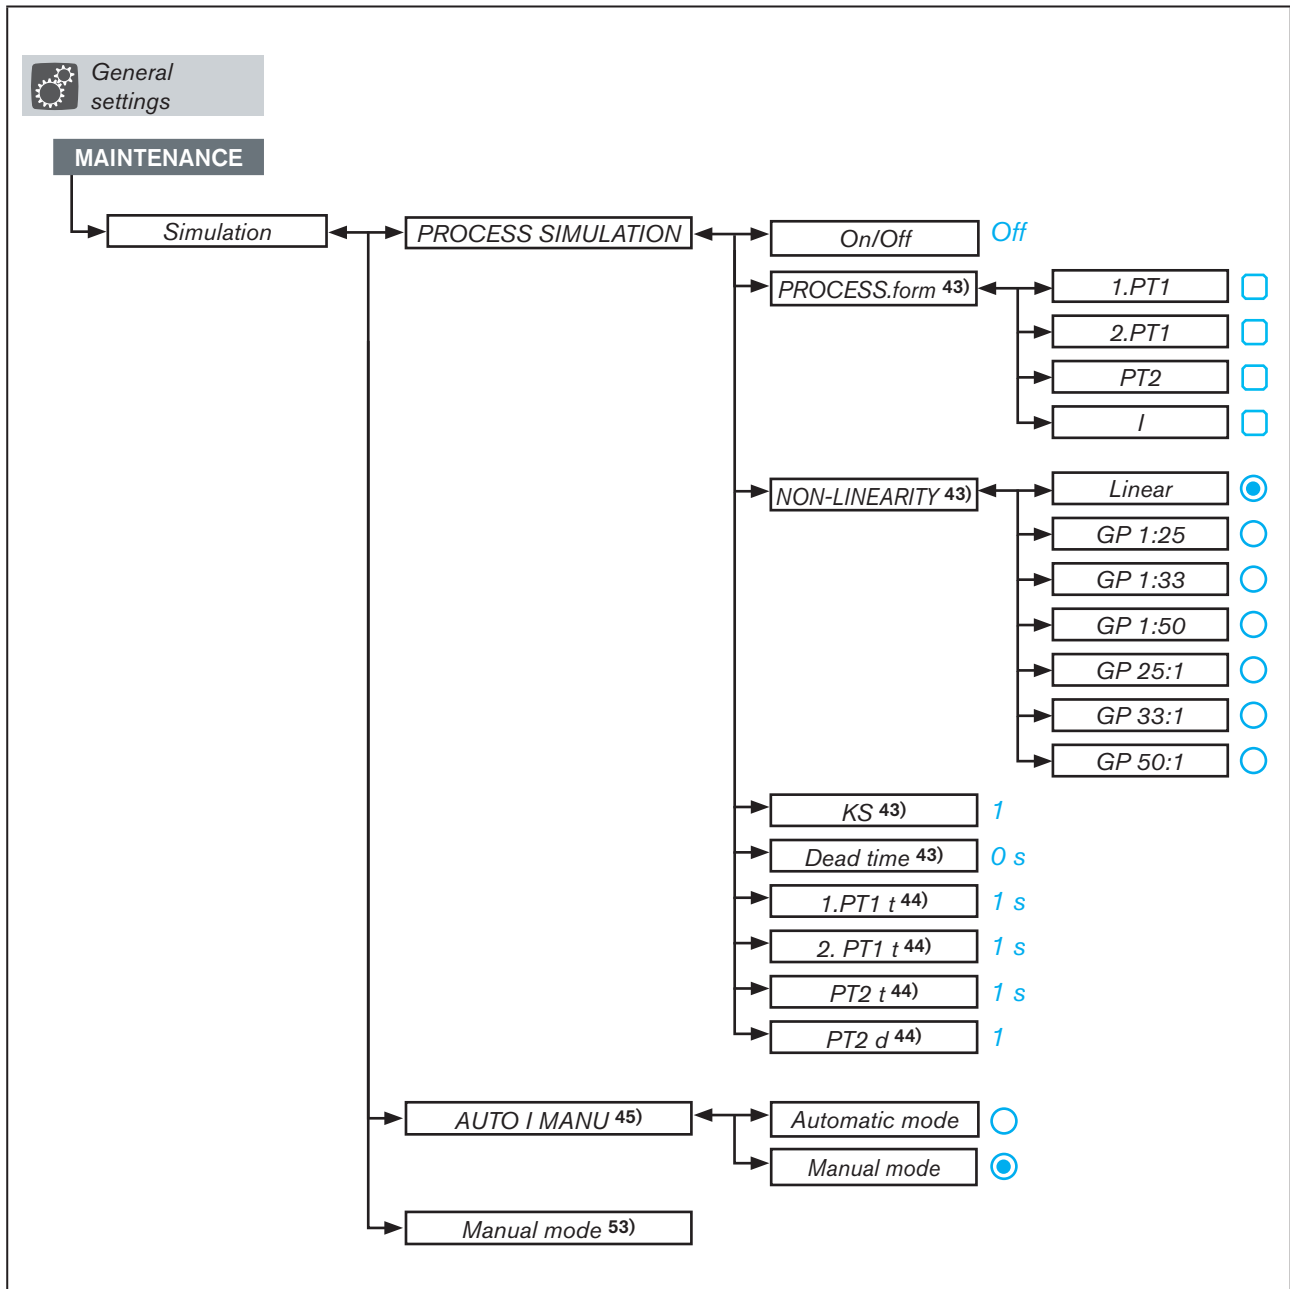 General
settings
MAINTENANCE
Simulation
PROCESS SIMULATION
On/Off
Off
PROCESS.form 43)
1.PT1
2.PT1
PT2
I
NON-LINEARITY 43)
Linear
GP 1:25
GP 1:33
GP 1:50
GP 25:1
GP 33:1
GP 50:1
KS 43)
1
Dead time 43)
0 s
1.PT1 t 44)
1 s
2. PT1 t 44)
1 s
PT2 t 44)
1 s
PT2 d 44)
1
AUTO I MANU 45)
Automatic mode
Manual mode
Manual mode 53)